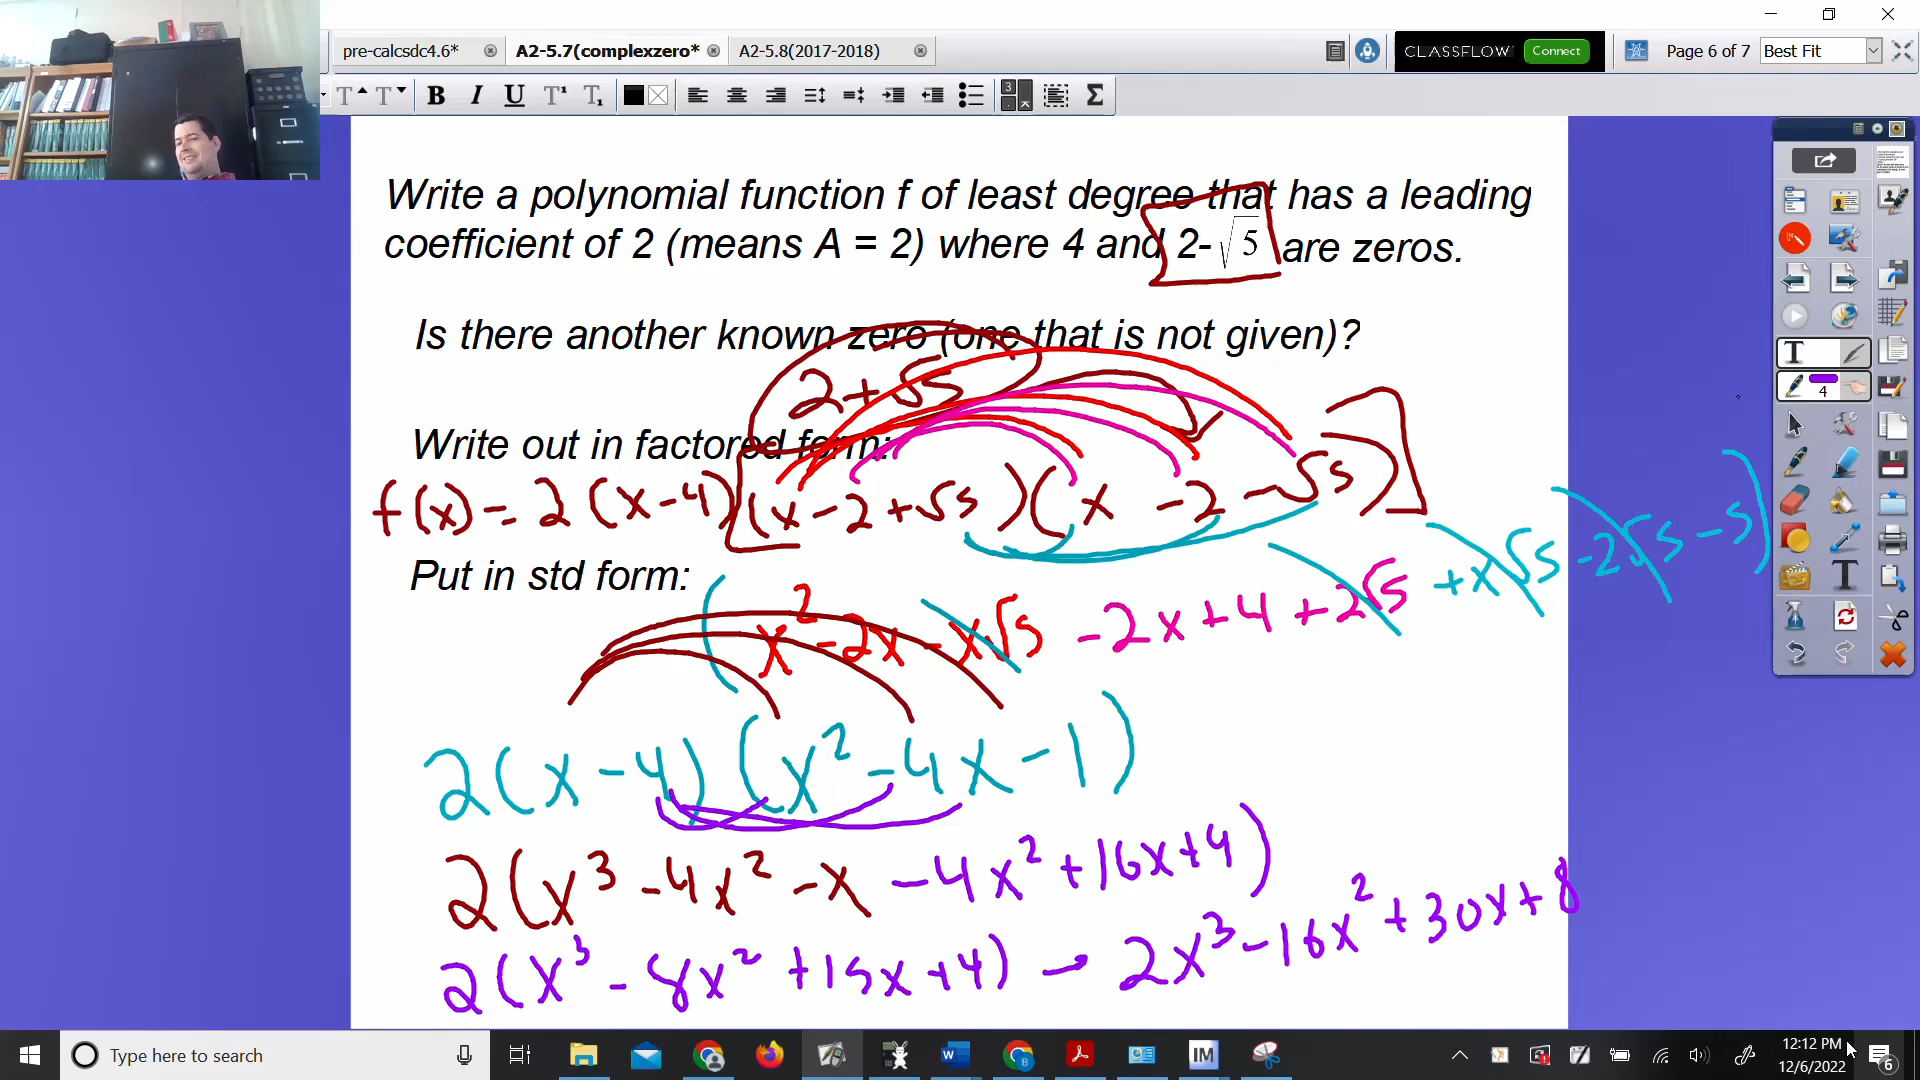 pre-calcsdc4.6*
A2-5.7(complexzero*
A2-5.8(2017-2018)
CLASSFLOW Connect
Page 6 of 7
Best Fit
Write a polynomial function f of least degree that has a leading
coefficient of 2 (means A = 2) where 4 and 2-√5 are zeros.
Is there another known zero (one that is not given)?
2+√5
Write out in factored form:
f(x) = 2(x-4)[(x-2+√5)(x-2-√5)]
Put in std form:
(x²-2x-x√5 -2x+4+2√5 +x√5-2√5-5)
2(x-4)(x²-4x-1)
2(x³-4x²-x-4x²+16x+4)
2(x³-8x²+15x+4) → 2x³-16x²+30x+8
4
Type here to search
12:12 PM
12/6/2022
6